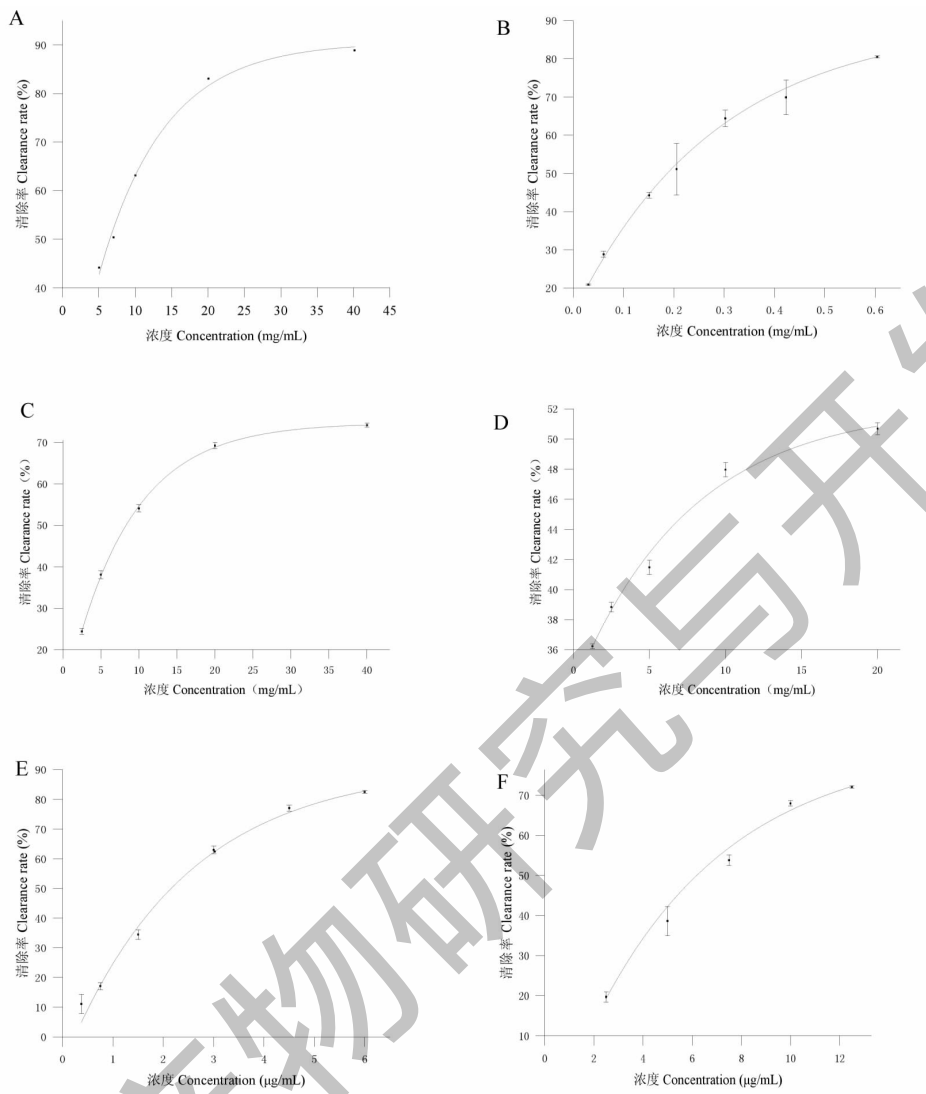 A
90
80
70
60
50
40
0 5 10 15 20 25 30 35 40 45
清除率 Clearance rate (%)
浓度 Concentration (mg/mL)
B
90
80
70
60
50
40
30
20
0.0 0.1 0.2 0.3 0.4 0.5 0.6
清除率 Clearance rate (%)
浓度 Concentration (mg/mL)
C
70
60
50
40
30
20
0 5 10 15 20 25 30 35 40
清除率 Clearance rate（%）
浓度 Concentration（mg/mL）
D
52
50
48
46
44
42
40
38
36
0 5 10 15 20
清除率 Clearance rate（%）
浓度 Concentration（mg/mL)
E
90
80
70
60
50
40
30
20
10
0
0 1 2 3 4 5 6
清除率 Clearance rate (%)
浓度 Concentration (μg/mL)
F
70
60
50
40
30
20
10
0 2 4 6 8 10 12
清除率 Clearance rate (%)
浓度 Concentration (μg/mL)
产物研究与开